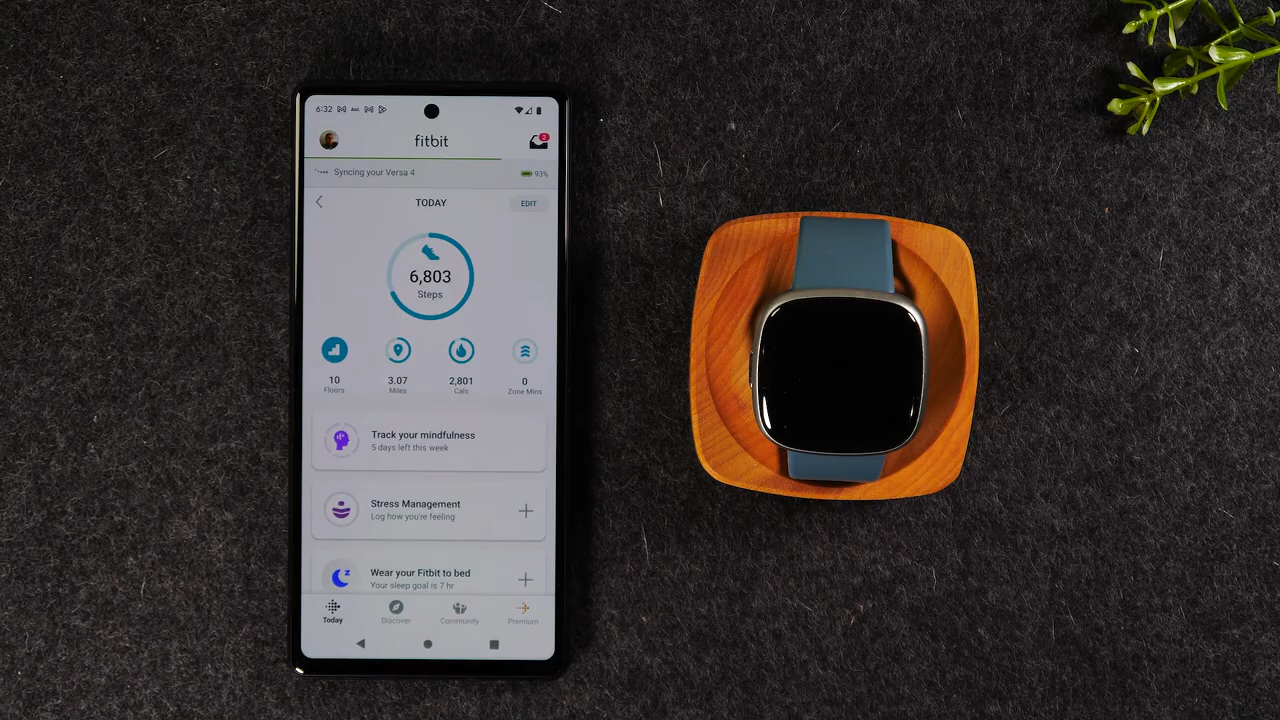 6:32
fitbit
2
Syncing your Versa 4
93%
TODAY
EDIT
6,803
Steps
10
3.07
2,801
0
Floors
Miles
Cals
Zone Mins
Track your mindfulness
5 days left this week
Stress Management
Log how you're feeling
Wear your Fitbit to bed
Your sleep goal is 7 hr
Today
Discover
Community
Premium